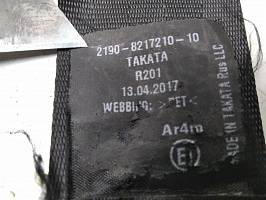 2190-8217210-10
TAKATA
R201
13.04.2017
WEBBING: >PET<
Ar4m
E1
MADE IN TAKATA Rus LLC